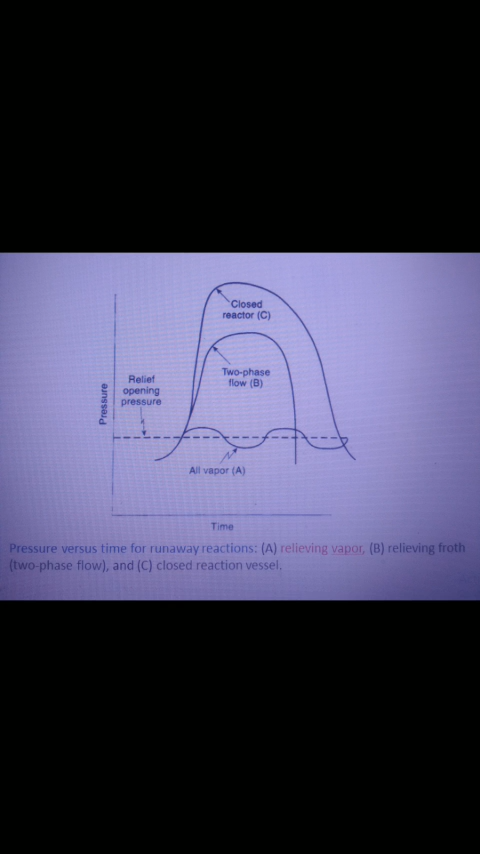 Closed
reactor (C)
Two-phase
flow (B)
Relief
opening
pressure
Pressure
All vapor (A)
Time
Pressure versus time for runaway reactions: (A) relieving vapor, (B) relieving froth
(two-phase flow), and (C) closed reaction vessel.